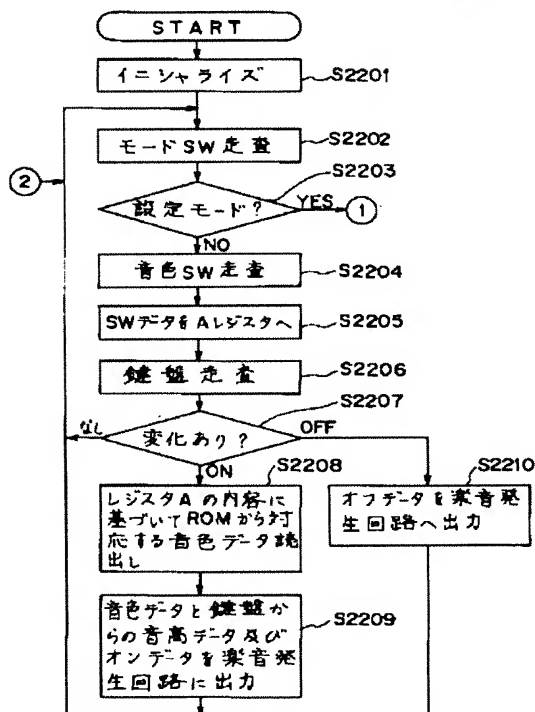 START
イニシャライズ
S2201
モードSW走査
S2202
2
設定モード?
S2203
YES
1
NO
音色SW走査
S2204
SWデータをAレジスタへ
S2205
鍵盤走査
S2206
変化あり?
S2207
なし
OFF
ON
S2208
レジスタAの内容に
基づいてROMから対
応する音色データ読
出し
S2210
オフデータを楽音発
生回路へ出力
S2209
音色データと鍵盤か
らの音高データ及び
オンデータを楽音発
生回路に出力